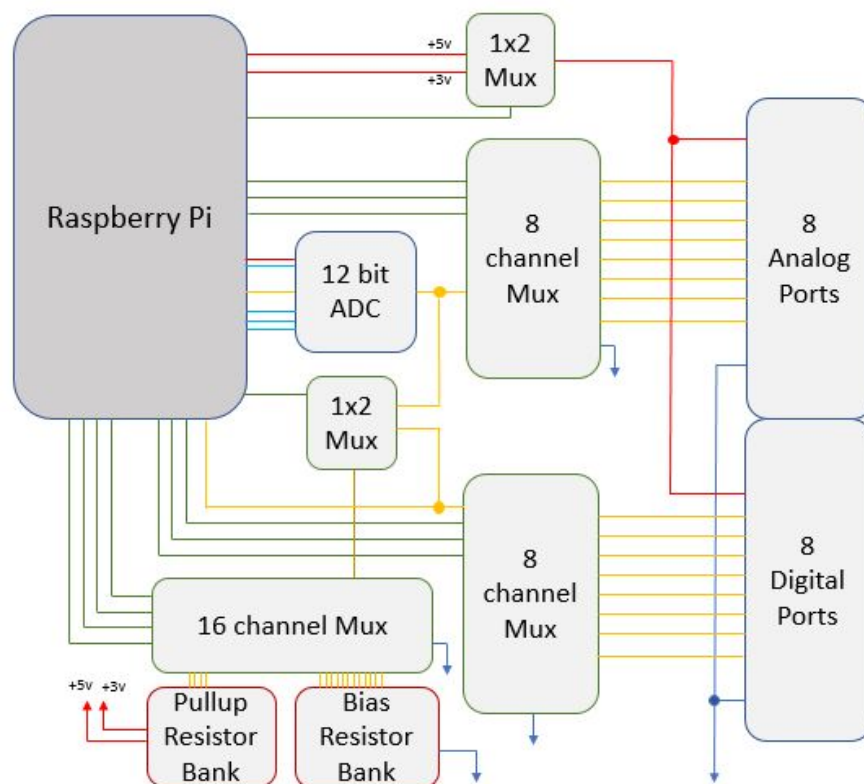 +5v
+3v
1x2
Mux
Raspberry Pi
12 bit
ADC
8
channel
Mux
8
Analog
Ports
1x2
Mux
8
channel
Mux
8
Digital
Ports
16 channel Mux
+5v
+3v
Pullup
Resistor
Bank
Bias
Resistor
Bank